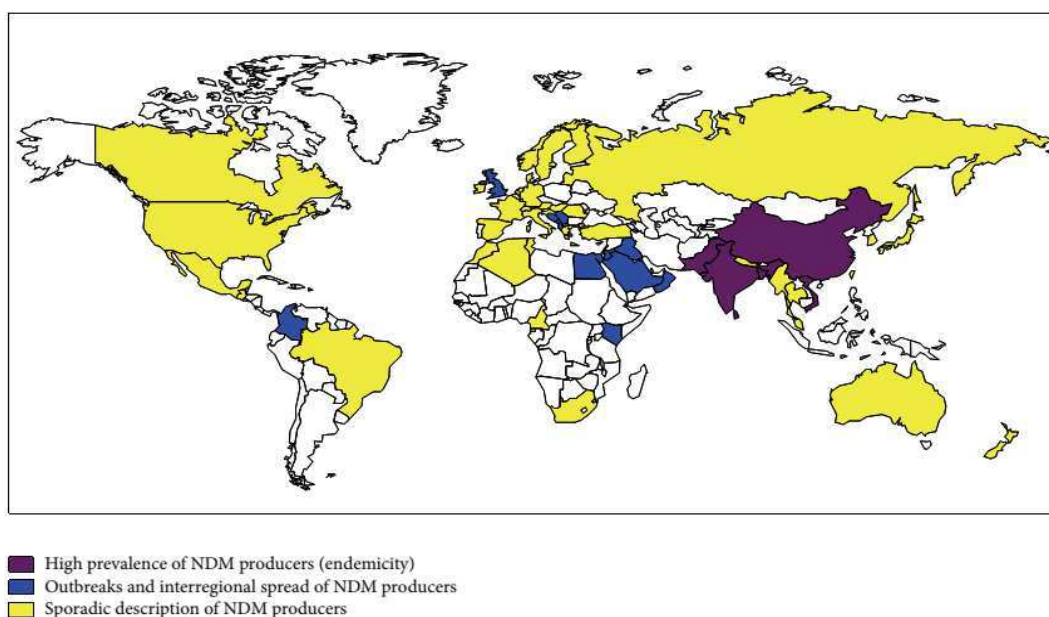 High prevalence of NDM producers (endemicity)
Outbreaks and interregional spread of NDM producers
Sporadic description of NDM producers